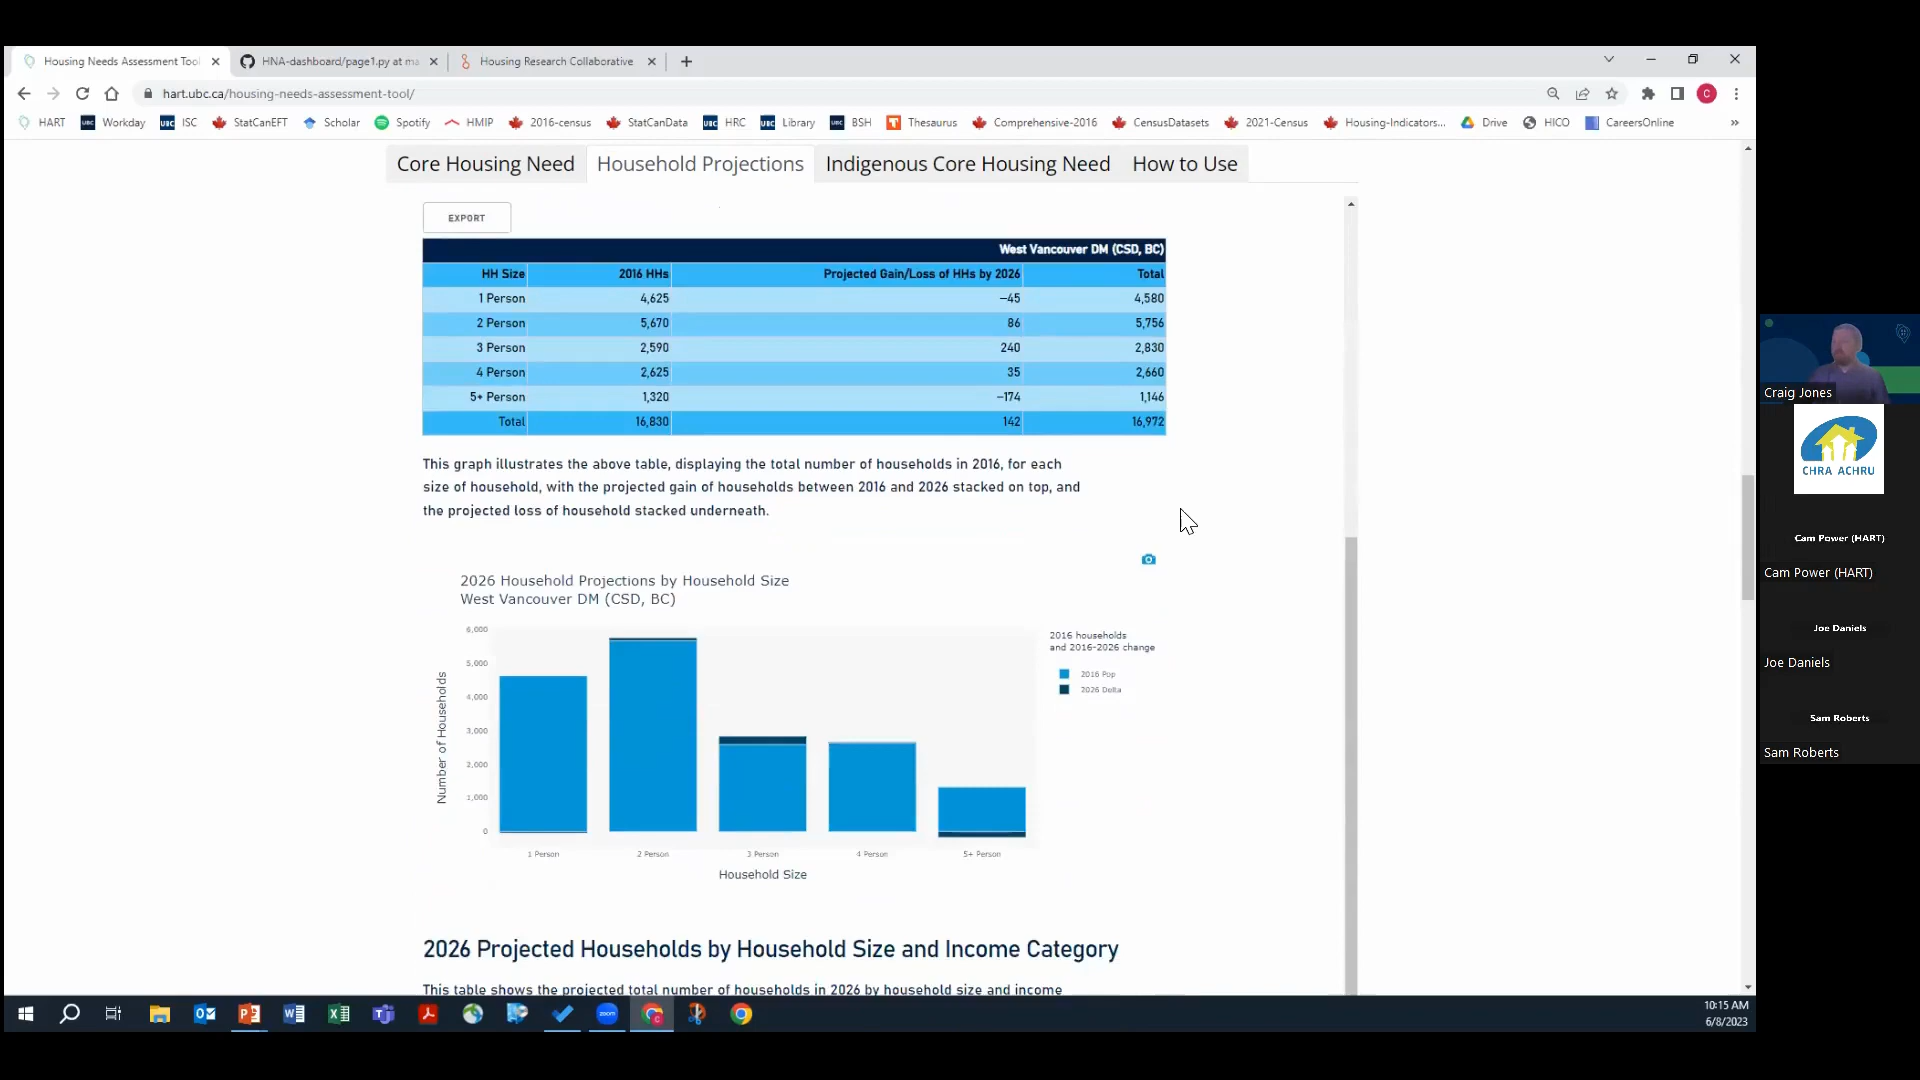 Housing Needs Assessment Tool
HNA-dashboard/page1.py at ma
Housing Research Collaborative
hart.ubc.ca/housing-needs-assessment-tool/
HART
UBC Workday
UBC ISC
StatCanEFT
Scholar
Spotify
HMIP
2016-census
StatCanData
UBC HRC
UBC Library
UBC BSH
Thesaurus
Comprehensive-2016
CensusDatasets
2021-Census
Housing-Indicators...
Drive
HICO
CareersOnline
Core Housing Need
Household Projections
Indigenous Core Housing Need
How to Use
EXPORT
West Vancouver DM (CSD, BC)
HH Size 2016 HHs Projected Gain/Loss of HHs by 2026 Total
1 Person 4,625 −45 4,580
2 Person 5,670 86 5,756
3 Person 2,590 240 2,830
4 Person 2,625 35 2,660
5+ Person 1,320 −174 1,146
Total 16,830 142 16,972
This graph illustrates the above table, displaying the total number of households in 2016, for each
size of household, with the projected gain of households between 2016 and 2026 stacked on top, and
the projected loss of household stacked underneath.
2026 Household Projections by Household Size
West Vancouver DM (CSD, BC)
6,000
5,000
4,000
3,000
2,000
1,000
0
Number of Households
1 Person
2 Person
3 Person
4 Person
5+ Person
Household Size
2016 households
and 2016-2026 change
2016 Pop
2026 Delta
2026 Projected Households by Household Size and Income Category
This table shows the projected total number of households in 2026 by household size and income
10:15 AM
6/8/2023
zoom
C
Craig Jones
CHRA ACHRU
Cam Power (HART)
Cam Power (HART)
Joe Daniels
Joe Daniels
Sam Roberts
Sam Roberts